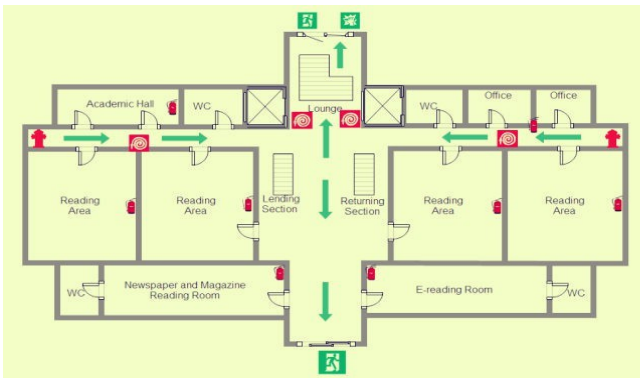 Academic Hall
WC
Lounge
WC
Office
Office
Reading
Area
Reading
Area
Lending
Section
Returning
Section
Reading
Area
Reading
Area
WC
Newspaper and Magazine
Reading Room
E-reading Room
WC